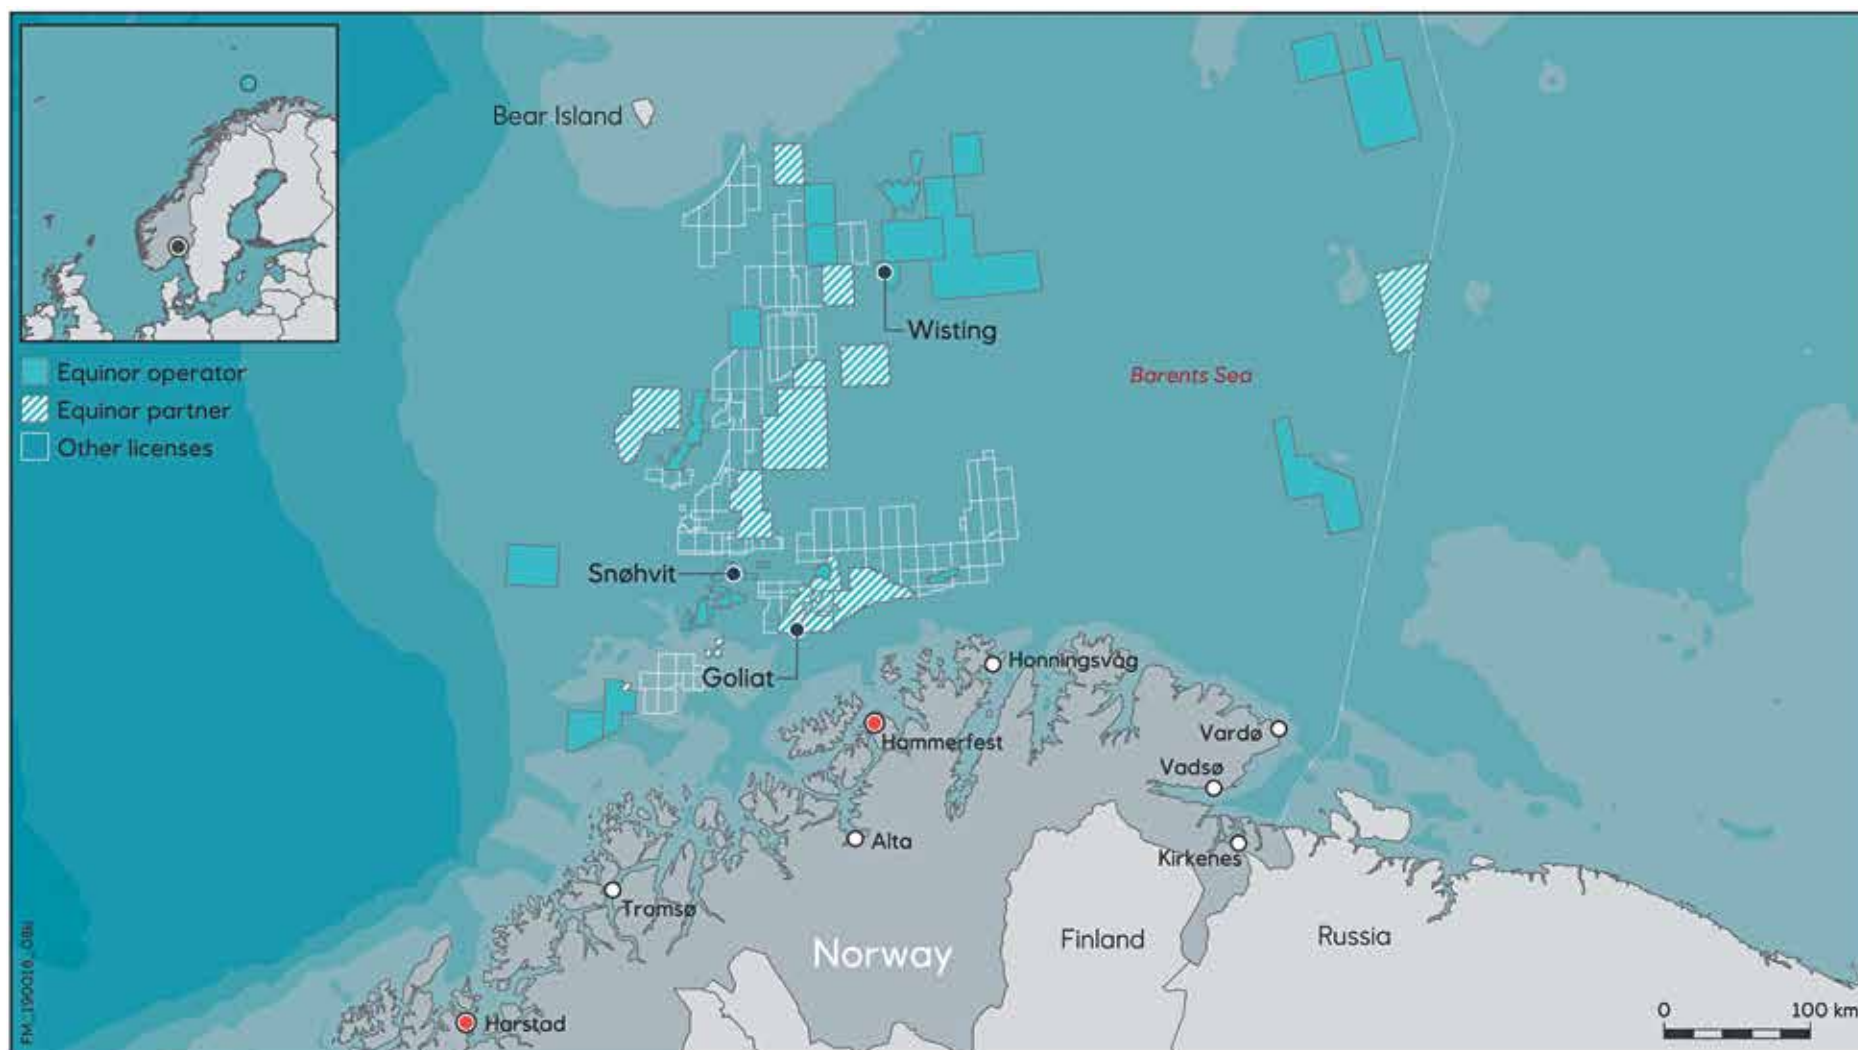 Bear Island
Wisting
Equinor operator
Equinor partner
Other licenses
Barents Sea
Snøhvit
Goliat
Honningsvåg
Hammerfest
Vardø
Vadsø
Alta
Kirkenes
Tromsø
Norway
Finland
Russia
Harstad
0 100 km